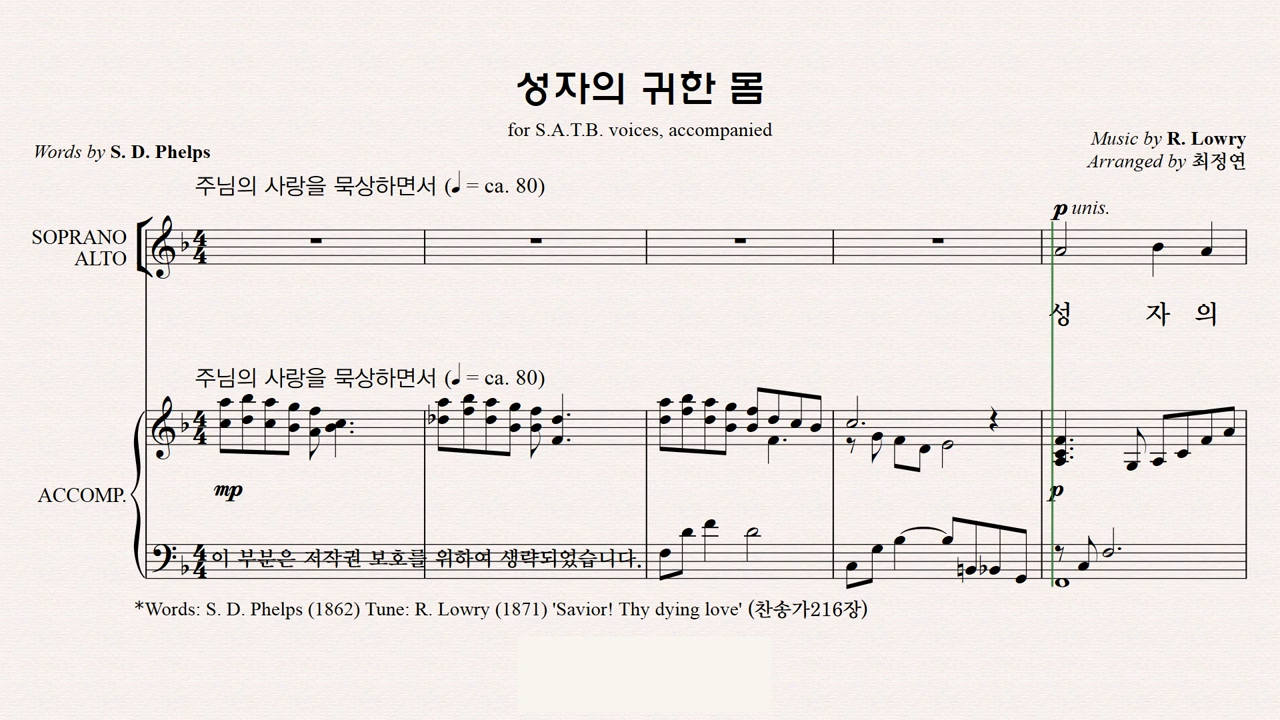 성자의 귀한 몸
for S.A.T.B. voices, accompanied
Words by S. D. Phelps
Music by R. Lowry
Arranged by 최정연
주님의 사랑을 묵상하면서 (♩ = ca. 80)
p unis.
SOPRANO
ALTO
성 자 의
주님의 사랑을 묵상하면서 (♩ = ca. 80)
mp
p
ACCOMP.
이 부분은 저작권 보호를 위하여 생략되었습니다.
*Words: S. D. Phelps (1862) Tune: R. Lowry (1871) 'Savior! Thy dying love' (찬송가216장)